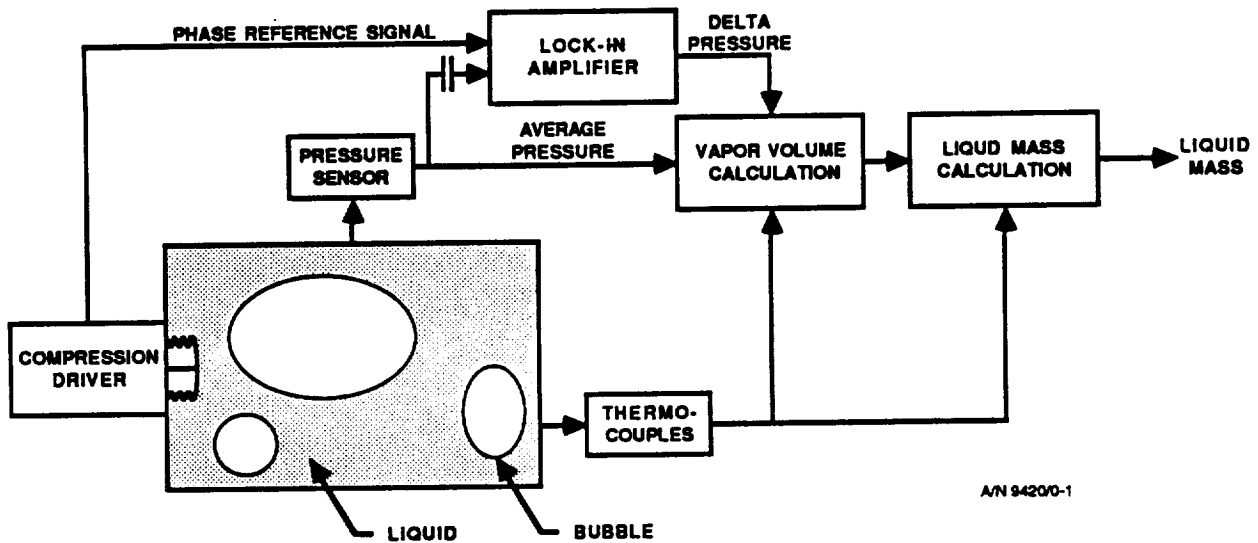 PHASE REFERENCE SIGNAL
LOCK-IN
AMPLIFIER
DELTA
PRESSURE
PRESSURE
SENSOR
AVERAGE
PRESSURE
VAPOR VOLUME
CALCULATION
LIQUD MASS
CALCULATION
LIQUID
MASS
COMPRESSION
DRIVER
THERMO-
COUPLES
LIQUID
BUBBLE
A/N 9420/0-1